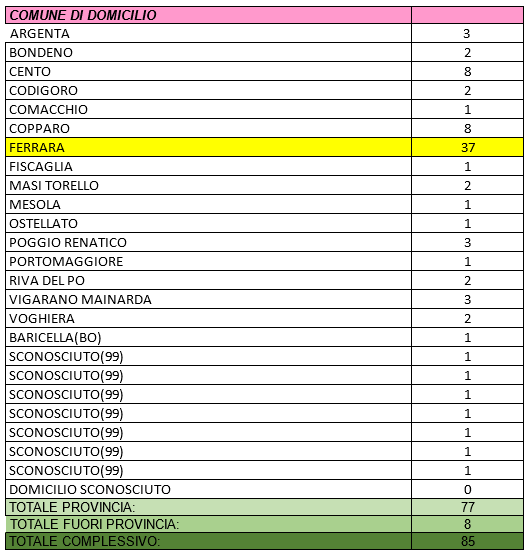 COMUNE DI DOMICILIO
ARGENTA 3
BONDENO 2
CENTO 8
CODIGORO 2
COMACCHIO 1
COPPARO 8
FERRARA 37
FISCAGLIA 1
MASI TORELLO 2
MESOLA 1
OSTELLATO 1
POGGIO RENATICO 3
PORTOMAGGIORE 1
RIVA DEL PO 2
VIGARANO MAINARDA 3
VOGHIERA 2
BARICELLA(BO) 1
SCONOSCIUTO(99) 1
SCONOSCIUTO(99) 1
SCONOSCIUTO(99) 1
SCONOSCIUTO(99) 1
SCONOSCIUTO(99) 1
SCONOSCIUTO(99) 1
SCONOSCIUTO(99) 1
DOMICILIO SCONOSCIUTO 0
TOTALE PROVINCIA: 77
TOTALE FUORI PROVINCIA: 8
TOTALE COMPLESSIVO: 85